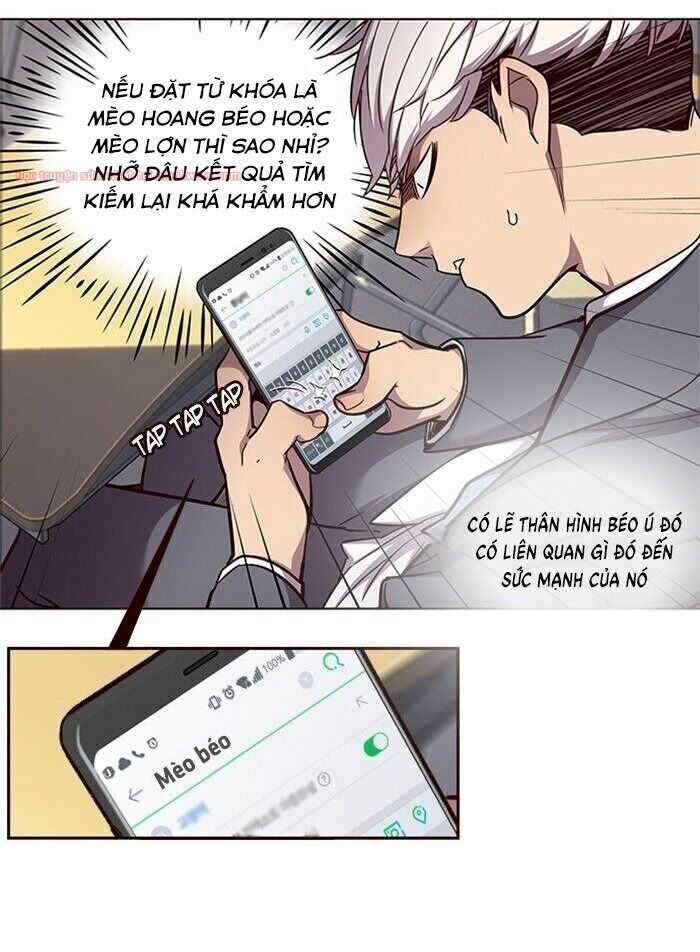 NẾU ĐẶT TỪ KHÓA LÀ
MÈO HOANG BÉO HOẶC
MÈO LỢN THÌ SAO NHỈ?
NHỠ ĐÂU KẾT QUẢ TÌM
KIẾM LẠI KHÁ KHẨM HƠN
TAP TAP TAP
CÓ LẼ THÂN HÌNH BÉO Ú ĐÓ
CÓ LIÊN QUAN GÌ ĐÓ ĐẾN
SỨC MẠNH CỦA NÓ
100%
Mèo béo